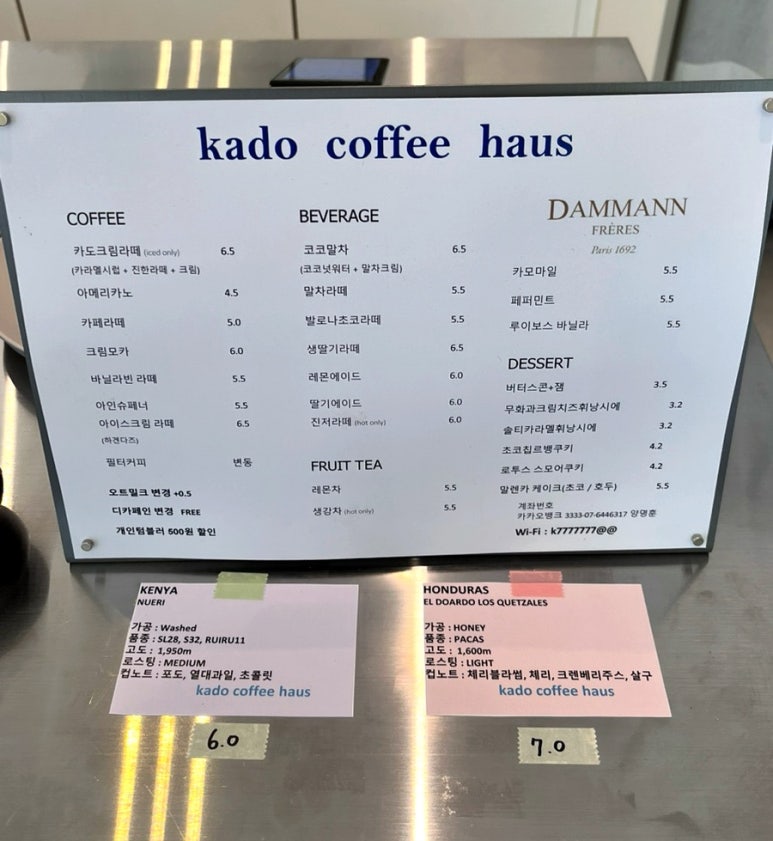 kado coffee haus
COFFEE
카도크림라떼 (iced only) 6.5
(카라멜시럽 + 진한라떼 + 크림)
아메리카노 4.5
카페라떼 5.0
크림모카 6.0
바닐라빈 라떼 5.5
아인슈페너 5.5
아이스크림 라떼 6.5
(하겐다즈)
필터커피 변동
오트밀크 변경 +0.5
디카페인 변경 FREE
개인텀블러 500원 할인
BEVERAGE
코코말차 6.5
(코코넛워터 + 말차크림)
말차라떼 5.5
발로나초코라떼 5.5
생딸기라떼 6.5
레몬에이드 6.0
딸기에이드 6.0
진저라떼 (hot only) 6.0
FRUIT TEA
레몬차 5.5
생강차 (hot only) 5.5
DAMMANN
FRÈRES
Paris 1692
카모마일 5.5
페퍼민트 5.5
루이보스 바닐라 5.5
DESSERT
버터스콘+잼 3.5
무화과크림치즈휘낭시에 3.2
솔티카라멜휘낭시에 3.2
초코칩르뱅쿠키 4.2
로투스 스모어쿠키 4.2
말렌카 케이크(초코 / 호두) 5.5
계좌번호
카카오뱅크 3333-07-6446317 양명훈
Wi-Fi : k7777777@@
KENYA
NUERI
가공 : Washed
품종 : SL28, S32, RUIRU11
고도 : 1,950m
로스팅 : MEDIUM
컵노트 : 포도, 열대과일, 초콜릿
kado coffee haus
6.0
HONDURAS
EL DOARDO LOS QUETZALES
가공 : HONEY
품종 : PACAS
고도 : 1,600m
로스팅 : LIGHT
컵노트 : 체리블라썸, 체리, 크렌베리주스, 살구
kado coffee haus
7.0